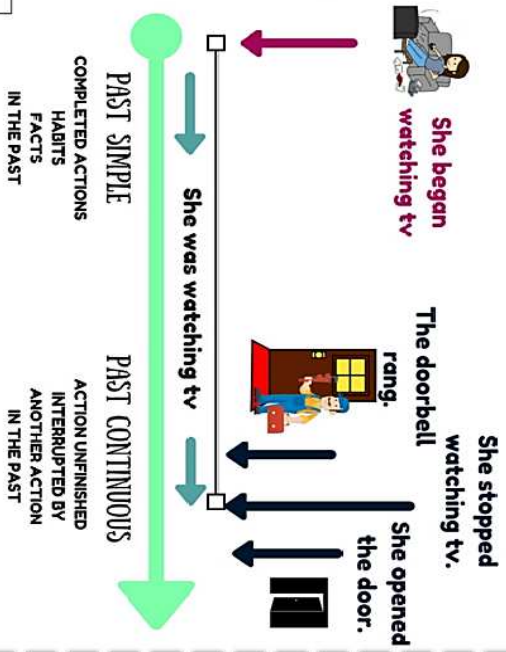 She began
watching tv
The doorbell
rang.
She stopped
watching tv.
She opened
the door.
She was watching tv
PAST SIMPLE
COMPLETED ACTIONS
HABITS
FACTS
IN THE PAST
PAST CONTINUOUS
ACTION UNFINISHED
INTERRUPTED BY
ANOTHER ACTION
IN THE PAST